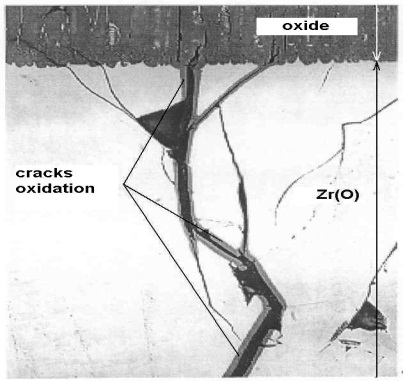 oxide
cracks
oxidation
Zr(O)